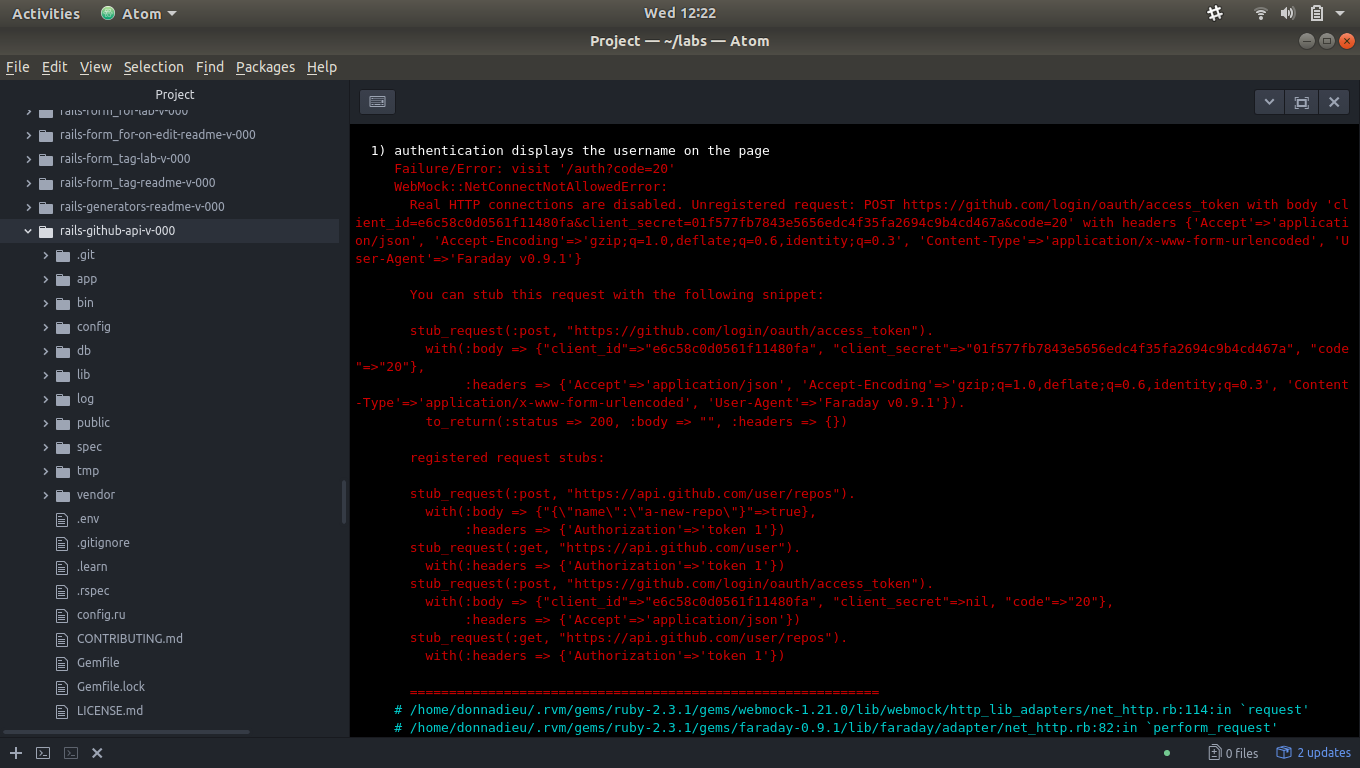 Activities
Atom
Wed 12:22
Project — ~/labs — Atom
File Edit View Selection Find Packages Help
Project
rails-form_for-lab-v-000
rails-form_for-on-edit-readme-v-000
rails-form_tag-lab-v-000
rails-form_tag-readme-v-000
rails-generators-readme-v-000
rails-github-api-v-000
.git
app
bin
config
db
lib
log
public
spec
tmp
vendor
.env
.gitignore
.learn
.rspec
config.ru
CONTRIBUTING.md
Gemfile
Gemfile.lock
LICENSE.md
1) authentication displays the username on the page
Failure/Error: visit '/auth?code=20'
WebMock::NetConnectNotAllowedError:
Real HTTP connections are disabled. Unregistered request: POST https://github.com/login/oauth/access_token with body 'cl
ient_id=e6c58c0d0561f11480fa&client_secret=01f577fb7843e5656edc4f35fa2694c9b4cd467a&code=20' with headers {'Accept'=>'applicati
on/json', 'Accept-Encoding'=>'gzip;q=1.0,deflate;q=0.6,identity;q=0.3', 'Content-Type'=>'application/x-www-form-urlencoded', 'U
ser-Agent'=>'Faraday v0.9.1'}
You can stub this request with the following snippet:
stub_request(:post, "https://github.com/login/oauth/access_token").
with(:body => {"client_id"=>"e6c58c0d0561f11480fa", "client_secret"=>"01f577fb7843e5656edc4f35fa2694c9b4cd467a", "code
"=>"20"},
:headers => {'Accept'=>'application/json', 'Accept-Encoding'=>'gzip;q=1.0,deflate;q=0.6,identity;q=0.3', 'Content
-Type'=>'application/x-www-form-urlencoded', 'User-Agent'=>'Faraday v0.9.1'}).
to_return(:status => 200, :body => "", :headers => {})
registered request stubs:
stub_request(:post, "https://api.github.com/user/repos").
with(:body => {"{\"name\":\"a-new-repo\"}"=>true},
:headers => {'Authorization'=>'token 1'})
stub_request(:get, "https://api.github.com/user").
with(:headers => {'Authorization'=>'token 1'})
stub_request(:post, "https://github.com/login/oauth/access_token").
with(:body => {"client_id"=>"e6c58c0d0561f11480fa", "client_secret"=>nil, "code"=>"20"},
:headers => {'Accept'=>'application/json'})
stub_request(:get, "https://api.github.com/user/repos").
with(:headers => {'Authorization'=>'token 1'})
============================================================
# /home/donnadieu/.rvm/gems/ruby-2.3.1/gems/webmock-1.21.0/lib/webmock/http_lib_adapters/net_http.rb:114:in `request'
# /home/donnadieu/.rvm/gems/ruby-2.3.1/gems/faraday-0.9.1/lib/faraday/adapter/net_http.rb:82:in `perform_request'
0 files
2 updates